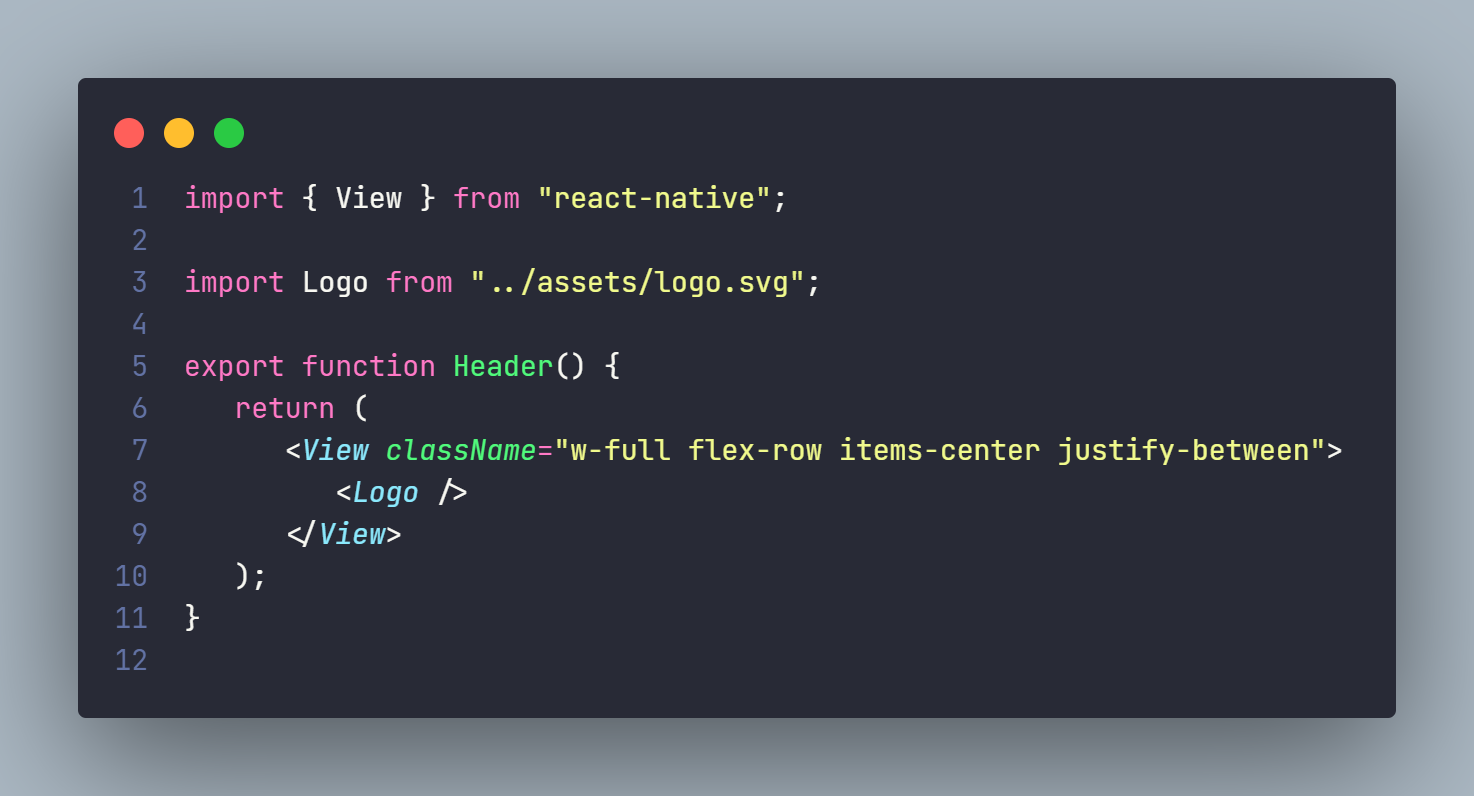 1 import { View } from "react-native";
2
3 import Logo from "../assets/logo.svg";
4
5 export function Header() {
6    return (
7       <View className="w-full flex-row items-center justify-between">
8          <Logo />
9       </View>
10    );
11 }
12